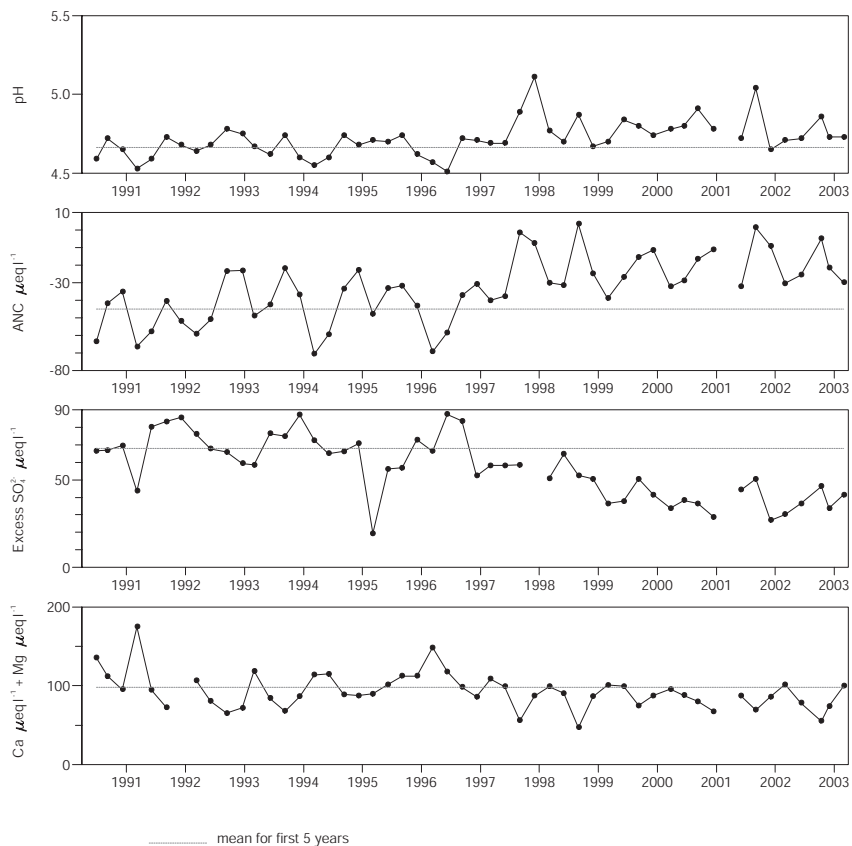 5.5
5.0
4.5
pH
1991 1992 1993 1994 1995 1996 1997 1998 1999 2000 2001 2002 2003
10
-30
-80
ANC μeq l⁻¹
1991 1992 1993 1994 1995 1996 1997 1998 1999 2000 2001 2002 2003
90
50
0
Excess SO₄²⁻ μeq l⁻¹
1991 1992 1993 1994 1995 1996 1997 1998 1999 2000 2001 2002 2003
200
100
0
Ca μeq l⁻¹ + Mg μeq l⁻¹
1991 1992 1993 1994 1995 1996 1997 1998 1999 2000 2001 2002 2003
mean for first 5 years